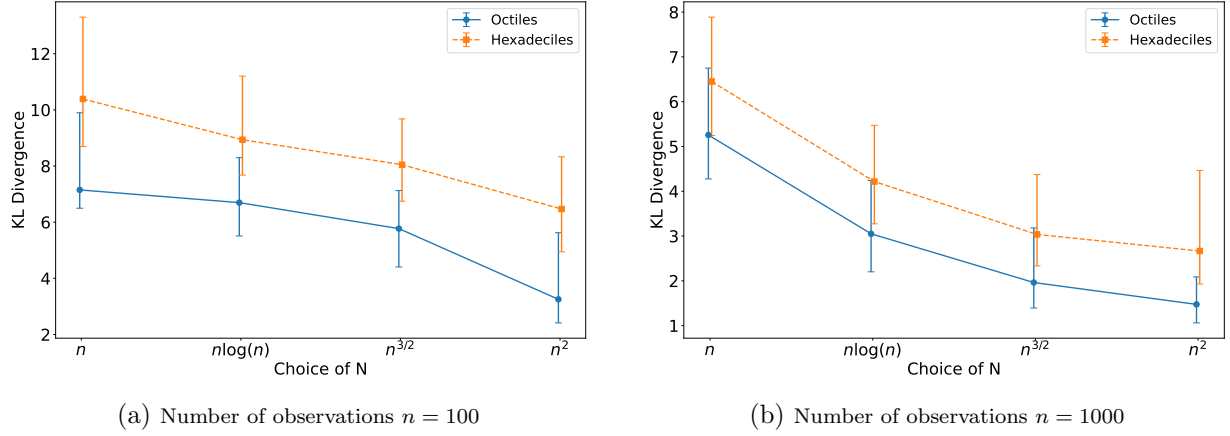 Octiles
Hexadeciles
KL Divergence
12
10
8
6
4
2
n
nlog(n)
n^{3/2}
n^2
Choice of N
(a) Number of observations n = 100
Octiles
Hexadeciles
KL Divergence
8
7
6
5
4
3
2
1
n
nlog(n)
n^{3/2}
n^2
Choice of N
(b) Number of observations n = 1000